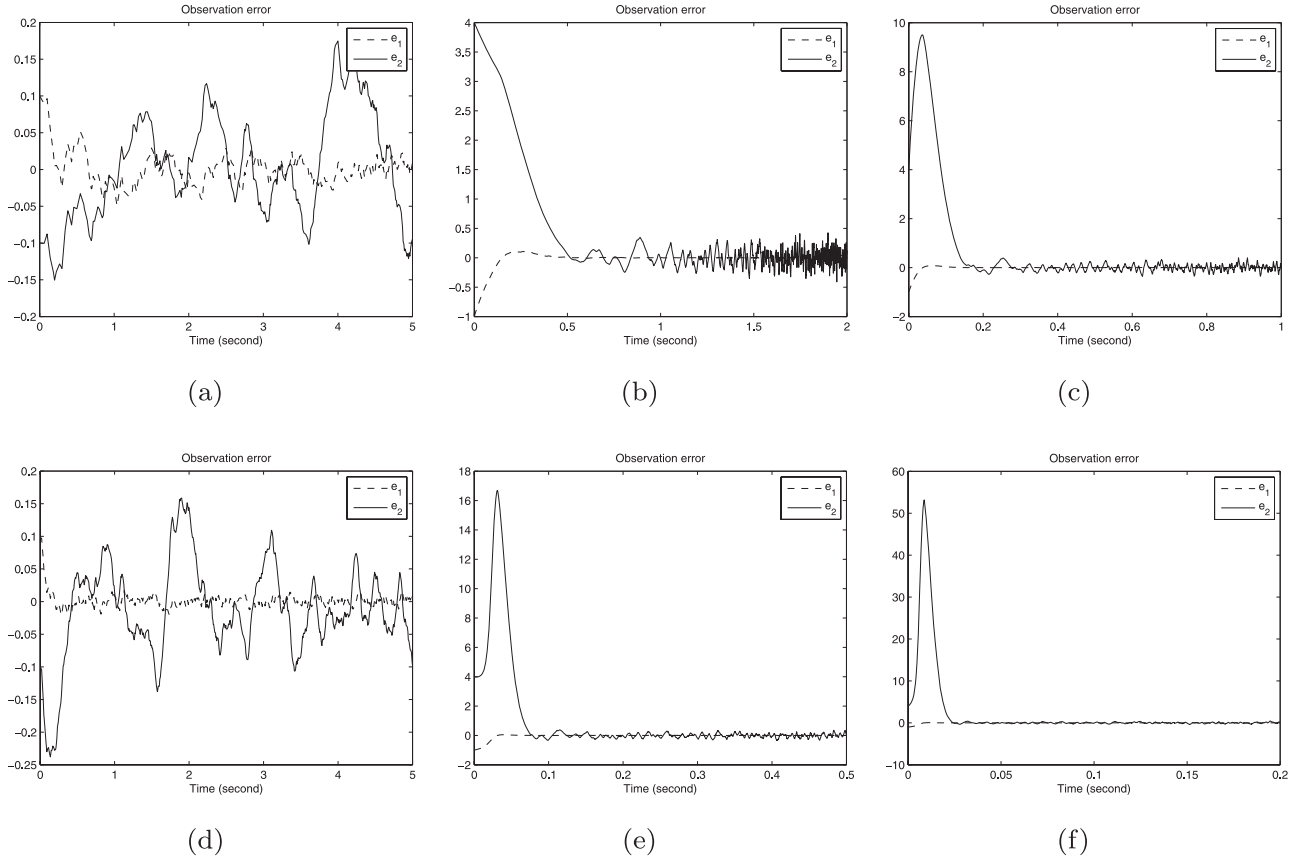 Observation error
e1
e2
0.2
0.15
0.1
0.05
0
−0.05
−0.1
−0.15
−0.2
0 1 2 3 4 5
Time (second)
(a)
Observation error
e1
e2
4
3.5
3
2.5
2
1.5
1
0.5
0
−0.5
−1
0 0.5 1 1.5 2
Time (second)
(b)
Observation error
e1
e2
10
8
6
4
2
0
−2
0 0.2 0.4 0.6 0.8 1
Time (second)
(c)
Observation error
e1
e2
0.2
0.15
0.1
0.05
0
−0.05
−0.1
−0.15
−0.2
−0.25
0 1 2 3 4 5
Time (second)
(d)
Observation error
e1
e2
18
16
14
12
10
8
6
4
2
0
−2
0 0.1 0.2 0.3 0.4 0.5
Time (second)
(e)
Observation error
e1
e2
60
50
40
30
20
10
0
−10
0 0.05 0.1 0.15 0.2
Time (second)
(f)